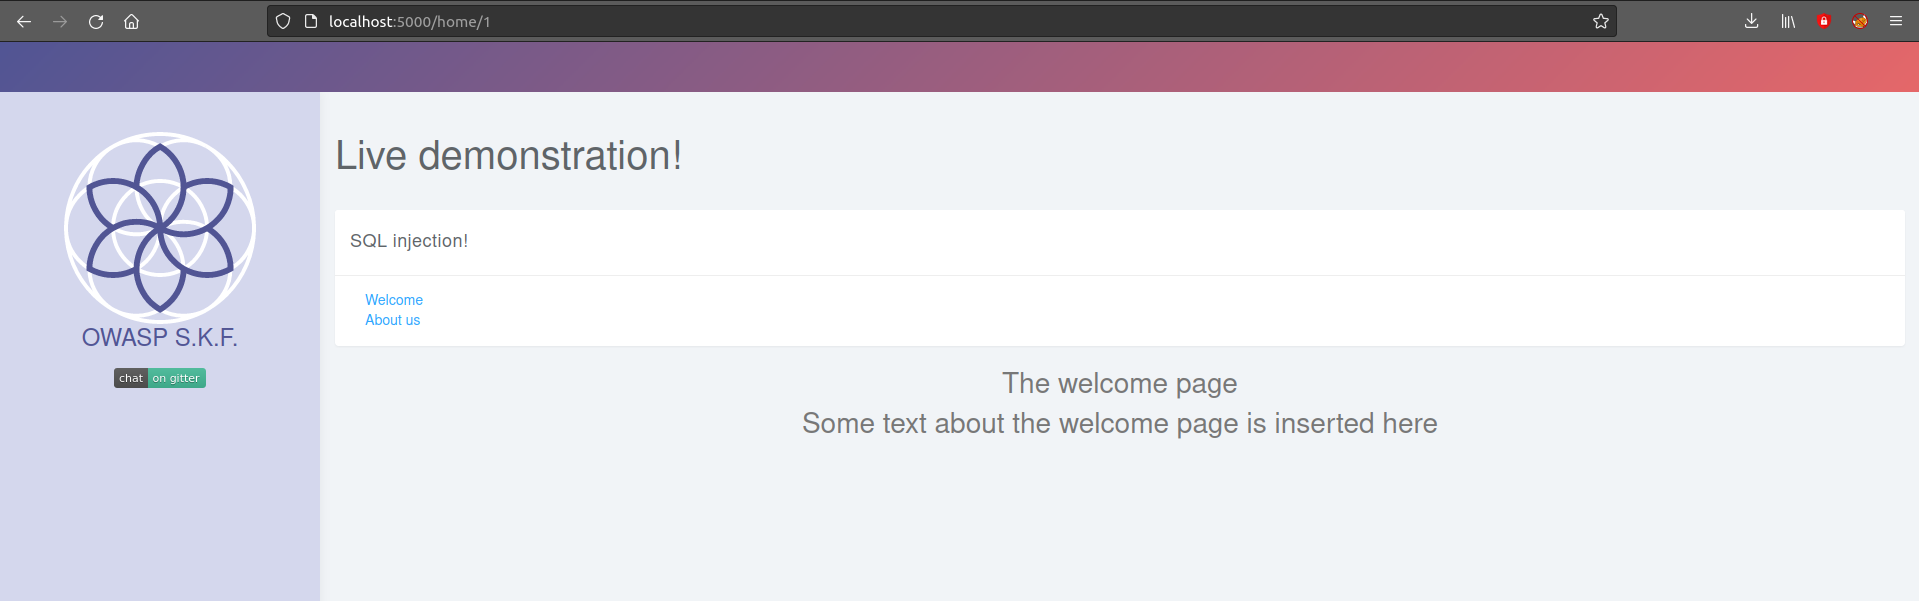 localhost:5000/home/1
OWASP S.K.F.
chat on gitter
Live demonstration!
SQL injection!
Welcome
About us
The welcome page
Some text about the welcome page is inserted here